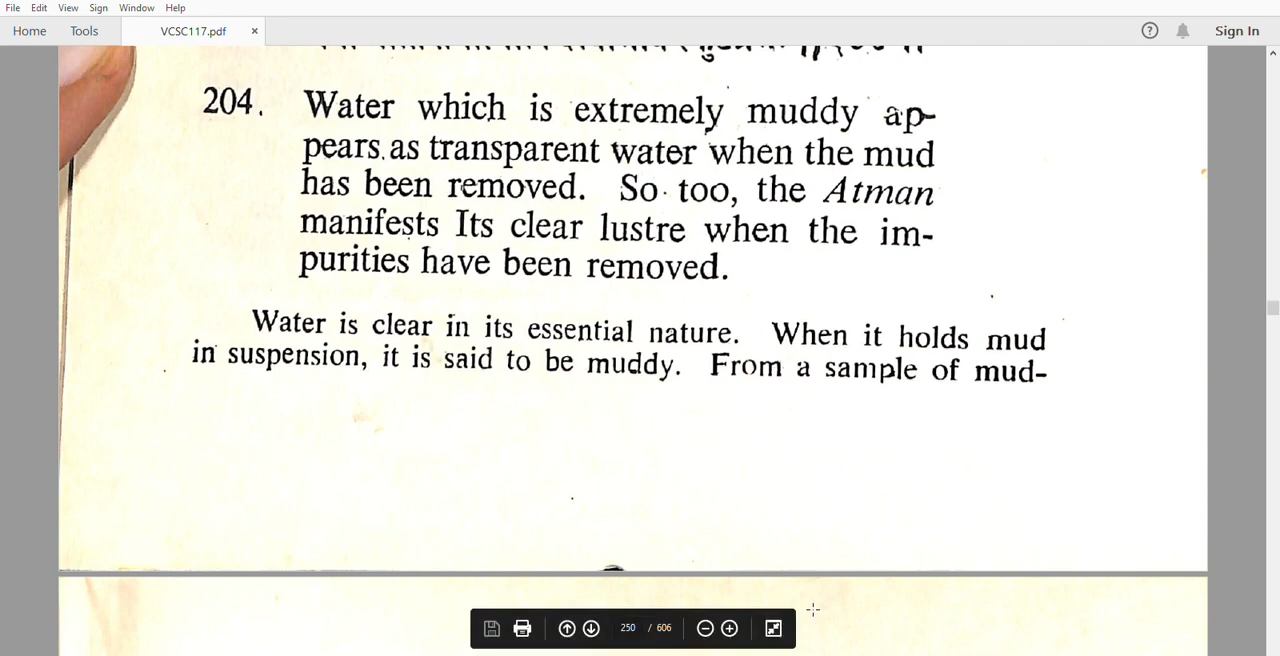 File Edit View Sign Window Help
Home Tools VCSC117.pdf × Sign In
204. Water which is extremely muddy ap-
pears as transparent water when the mud
has been removed. So too, the Atman
manifests Its clear lustre when the im-
purities have been removed.
Water is clear in its essential nature. When it holds mud
in suspension, it is said to be muddy. From a sample of mud-
250 / 606